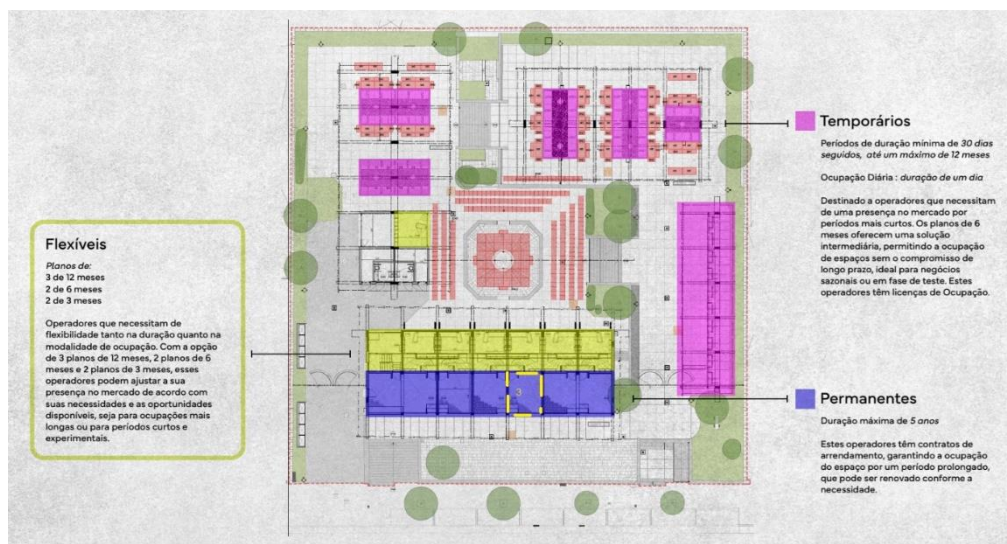 Flexíveis
Planos de:
3 de 12 meses
2 de 6 meses
2 de 3 meses
Operadores que necessitam de
flexibilidade tanto na duração quanto na
modalidade de ocupação. Com a opção
de 3 planos de 12 meses, 2 planos de 6
meses e 2 planos de 3 meses, esses
operadores podem ajustar a sua
presença no mercado de acordo com
suas necessidades e as oportunidades
disponíveis, seja para ocupações mais
longas ou para períodos curtos e
experimentais.
3
Temporários
Períodos de duração mínima de 30 dias
seguidos, até um máximo de 12 meses
Ocupação Diária : duração de um dia
Destinado a operadores que necessitam
de uma presença no mercado por
períodos mais curtos. Os planos de 6
meses oferecem uma solução
intermediária, permitindo a ocupação
de espaços sem o compromisso de
longo prazo, ideal para negócios
sazonais ou em fase de teste. Estes
operadores têm licenças de Ocupação.
Permanentes
Duração máxima de 5 anos
Estes operadores têm contratos de
arrendamento, garantindo a ocupação
do espaço por um período prolongado,
que pode ser renovado conforme a
necessidade.